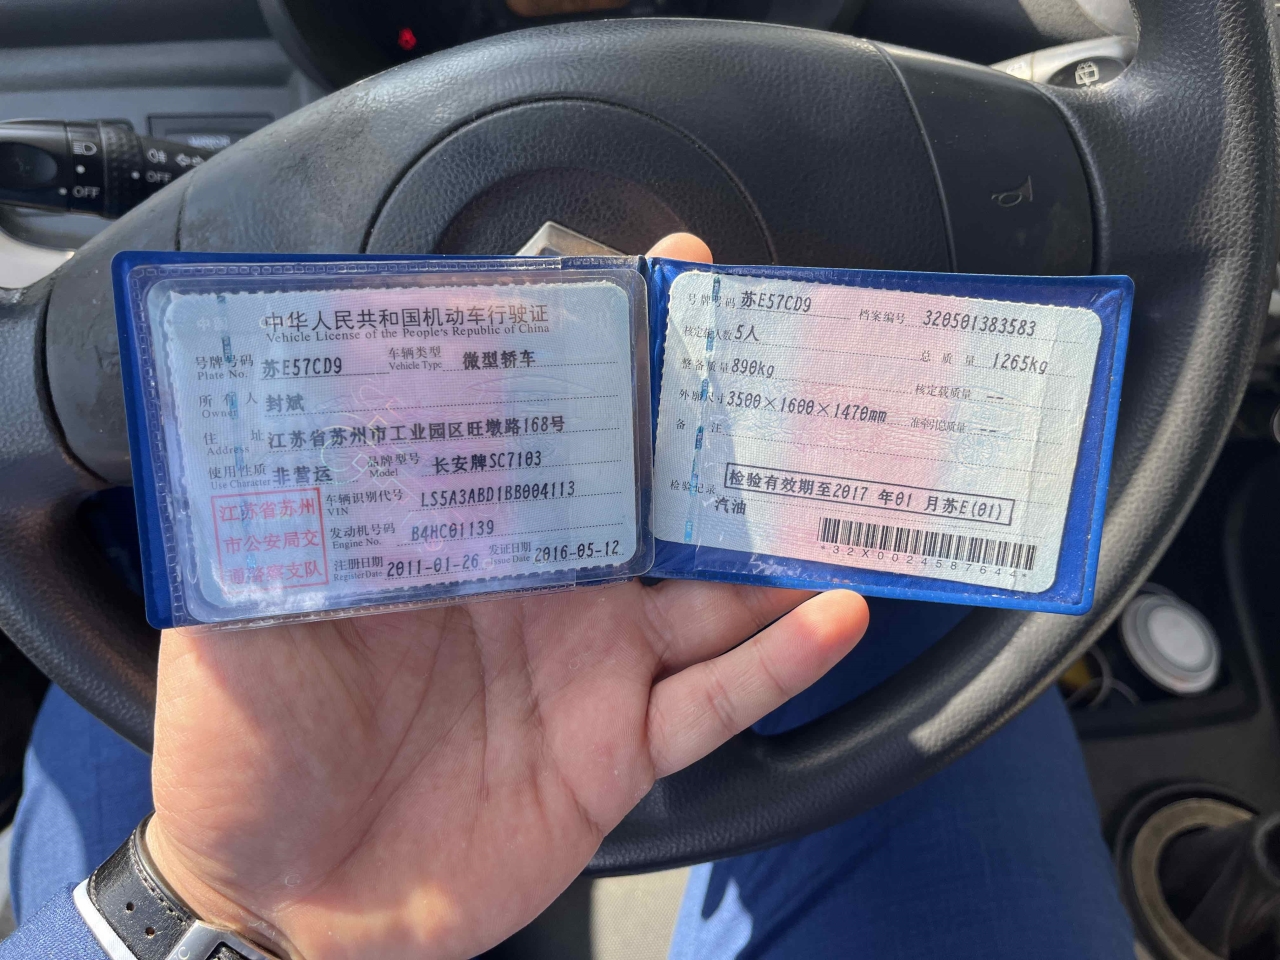 OFF
OFF
中华人民共和国机动车行驶证
Vehicle License of the People's Republic of China
号牌号码 苏E57CD9 车辆类型 微型轿车
Plate No. Vehicle Type
所有人 封斌
Owner
住址 江苏省苏州市工业园区旺墩路168号
Address
使用性质 非营运 品牌型号 长安牌SC7103
Use Character Model
江苏省苏州
市公安局交
通警察支队
车辆识别代号 LS5A3ABD1BB004113
VIN
发动机号码 B4HC01139
Engine No.
注册日期 2011-01-26 发证日期 2016-05-12
Register Date Issue Date
号牌号码 苏E57CD9 档案编号 320501383583
核定载人数 5人 总质量 1265kg
整备质量 890kg 核定载质量 --
外廓尺寸 3500×1600×1470mm 准牵引总质量 --
备注
检验有效期至2017年01月苏E(01)
检验记录
汽油
*32X0024587644*